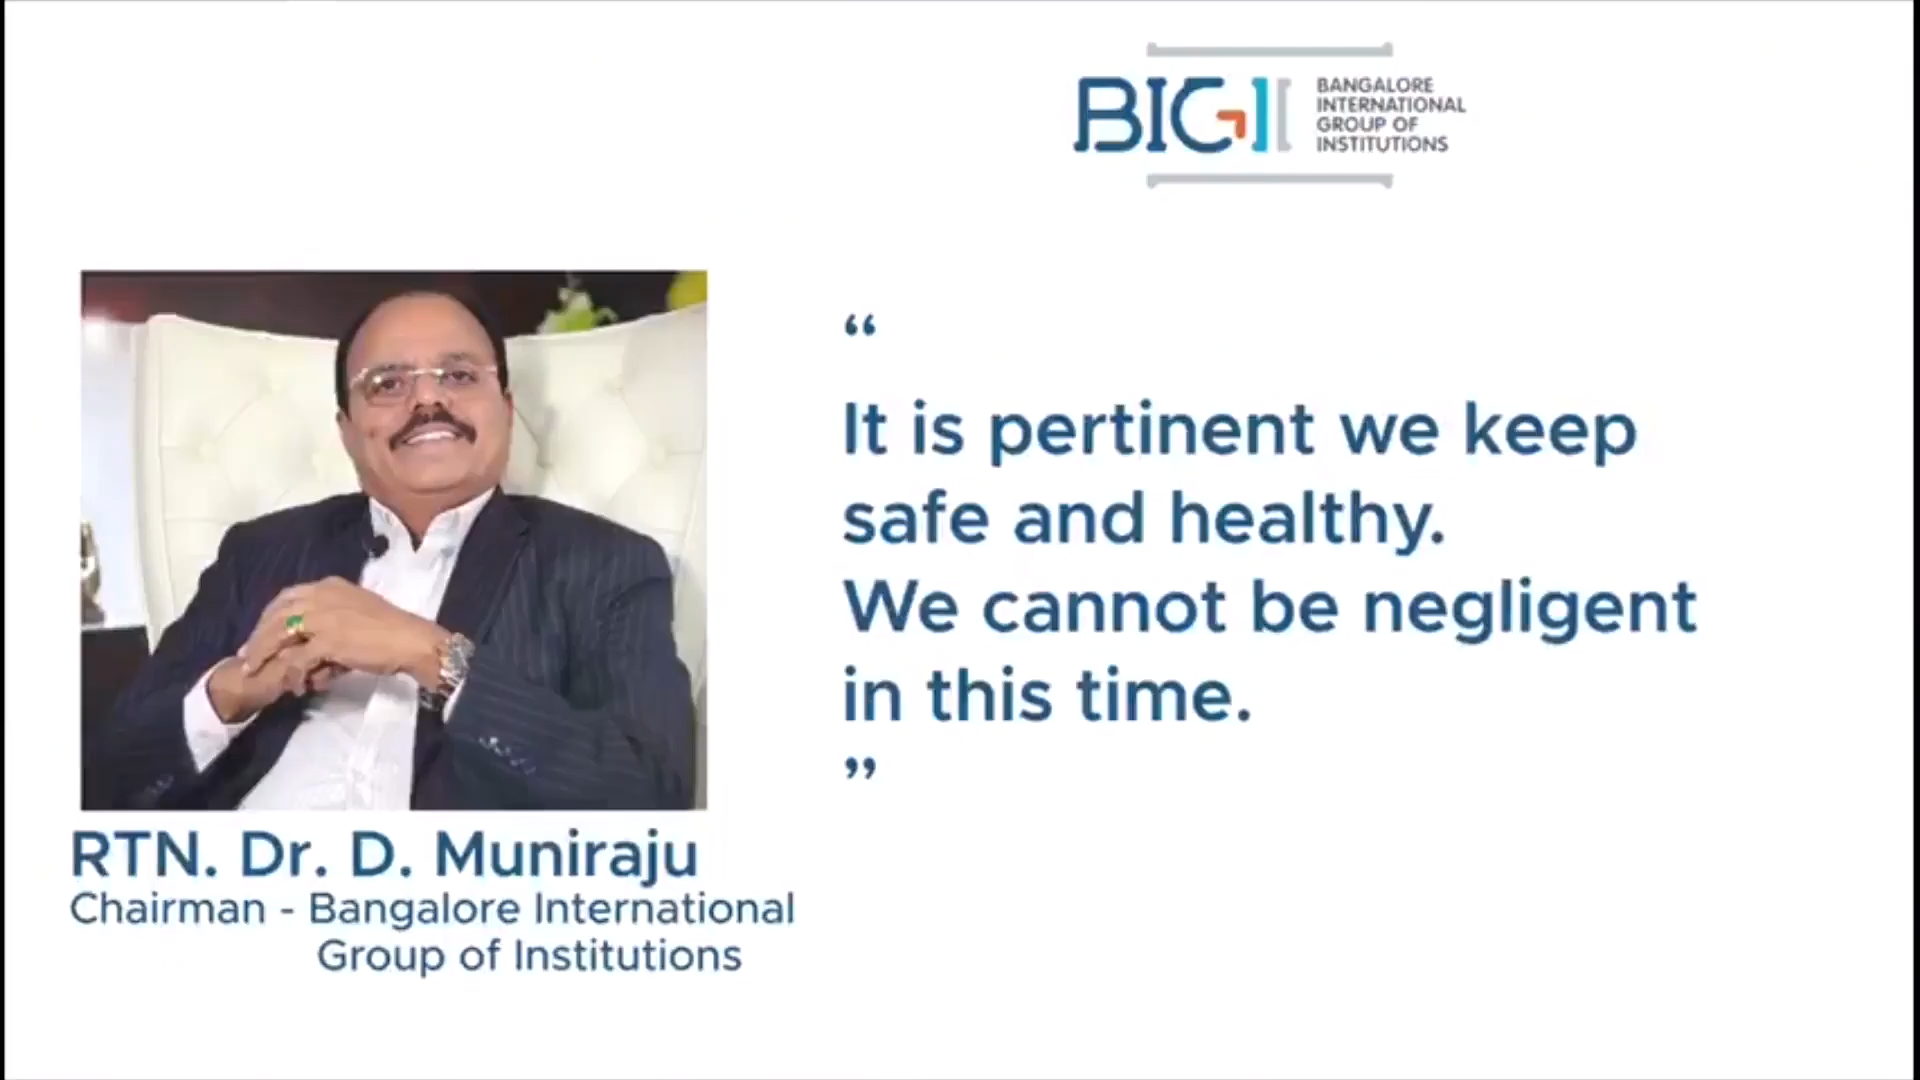 BIGI
BANGALORE
INTERNATIONAL
GROUP OF
INSTITUTIONS
“
It is pertinent we keep
safe and healthy.
We cannot be negligent
in this time.
”
RTN. Dr. D. Muniraju
Chairman - Bangalore International
Group of Institutions